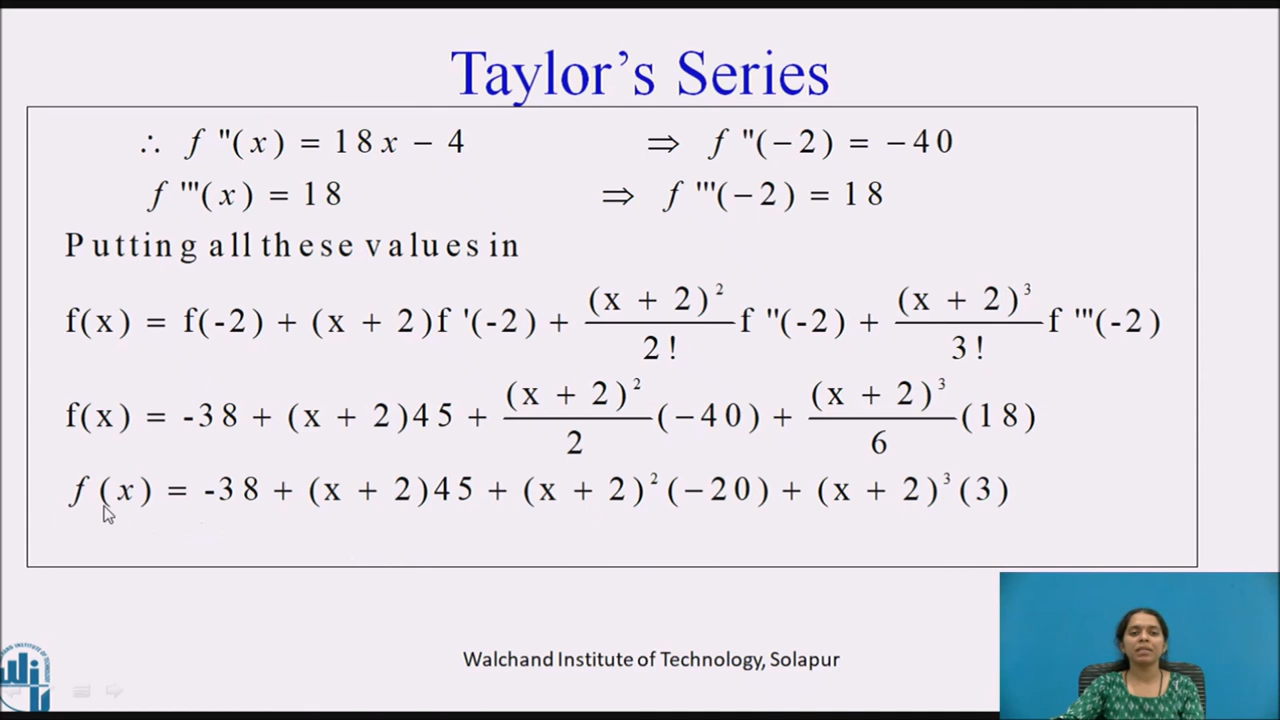 Taylor's Series
∴ f ''(x) = 18x − 4 ⇒ f ''(−2) = −40
f '''(x) = 18 ⇒ f '''(−2) = 18
Putting all these values in
f(x) = f(-2) + (x + 2)f '(-2) + (x + 2)²/2! f ''(-2) + (x + 2)³/3! f '''(-2)
f(x) = -38 + (x + 2)45 + (x + 2)²/2 (−40) + (x + 2)³/6 (18)
f (x) = -38 + (x + 2)45 + (x + 2)²(−20) + (x + 2)³(3)
Walchand Institute of Technology, Solapur